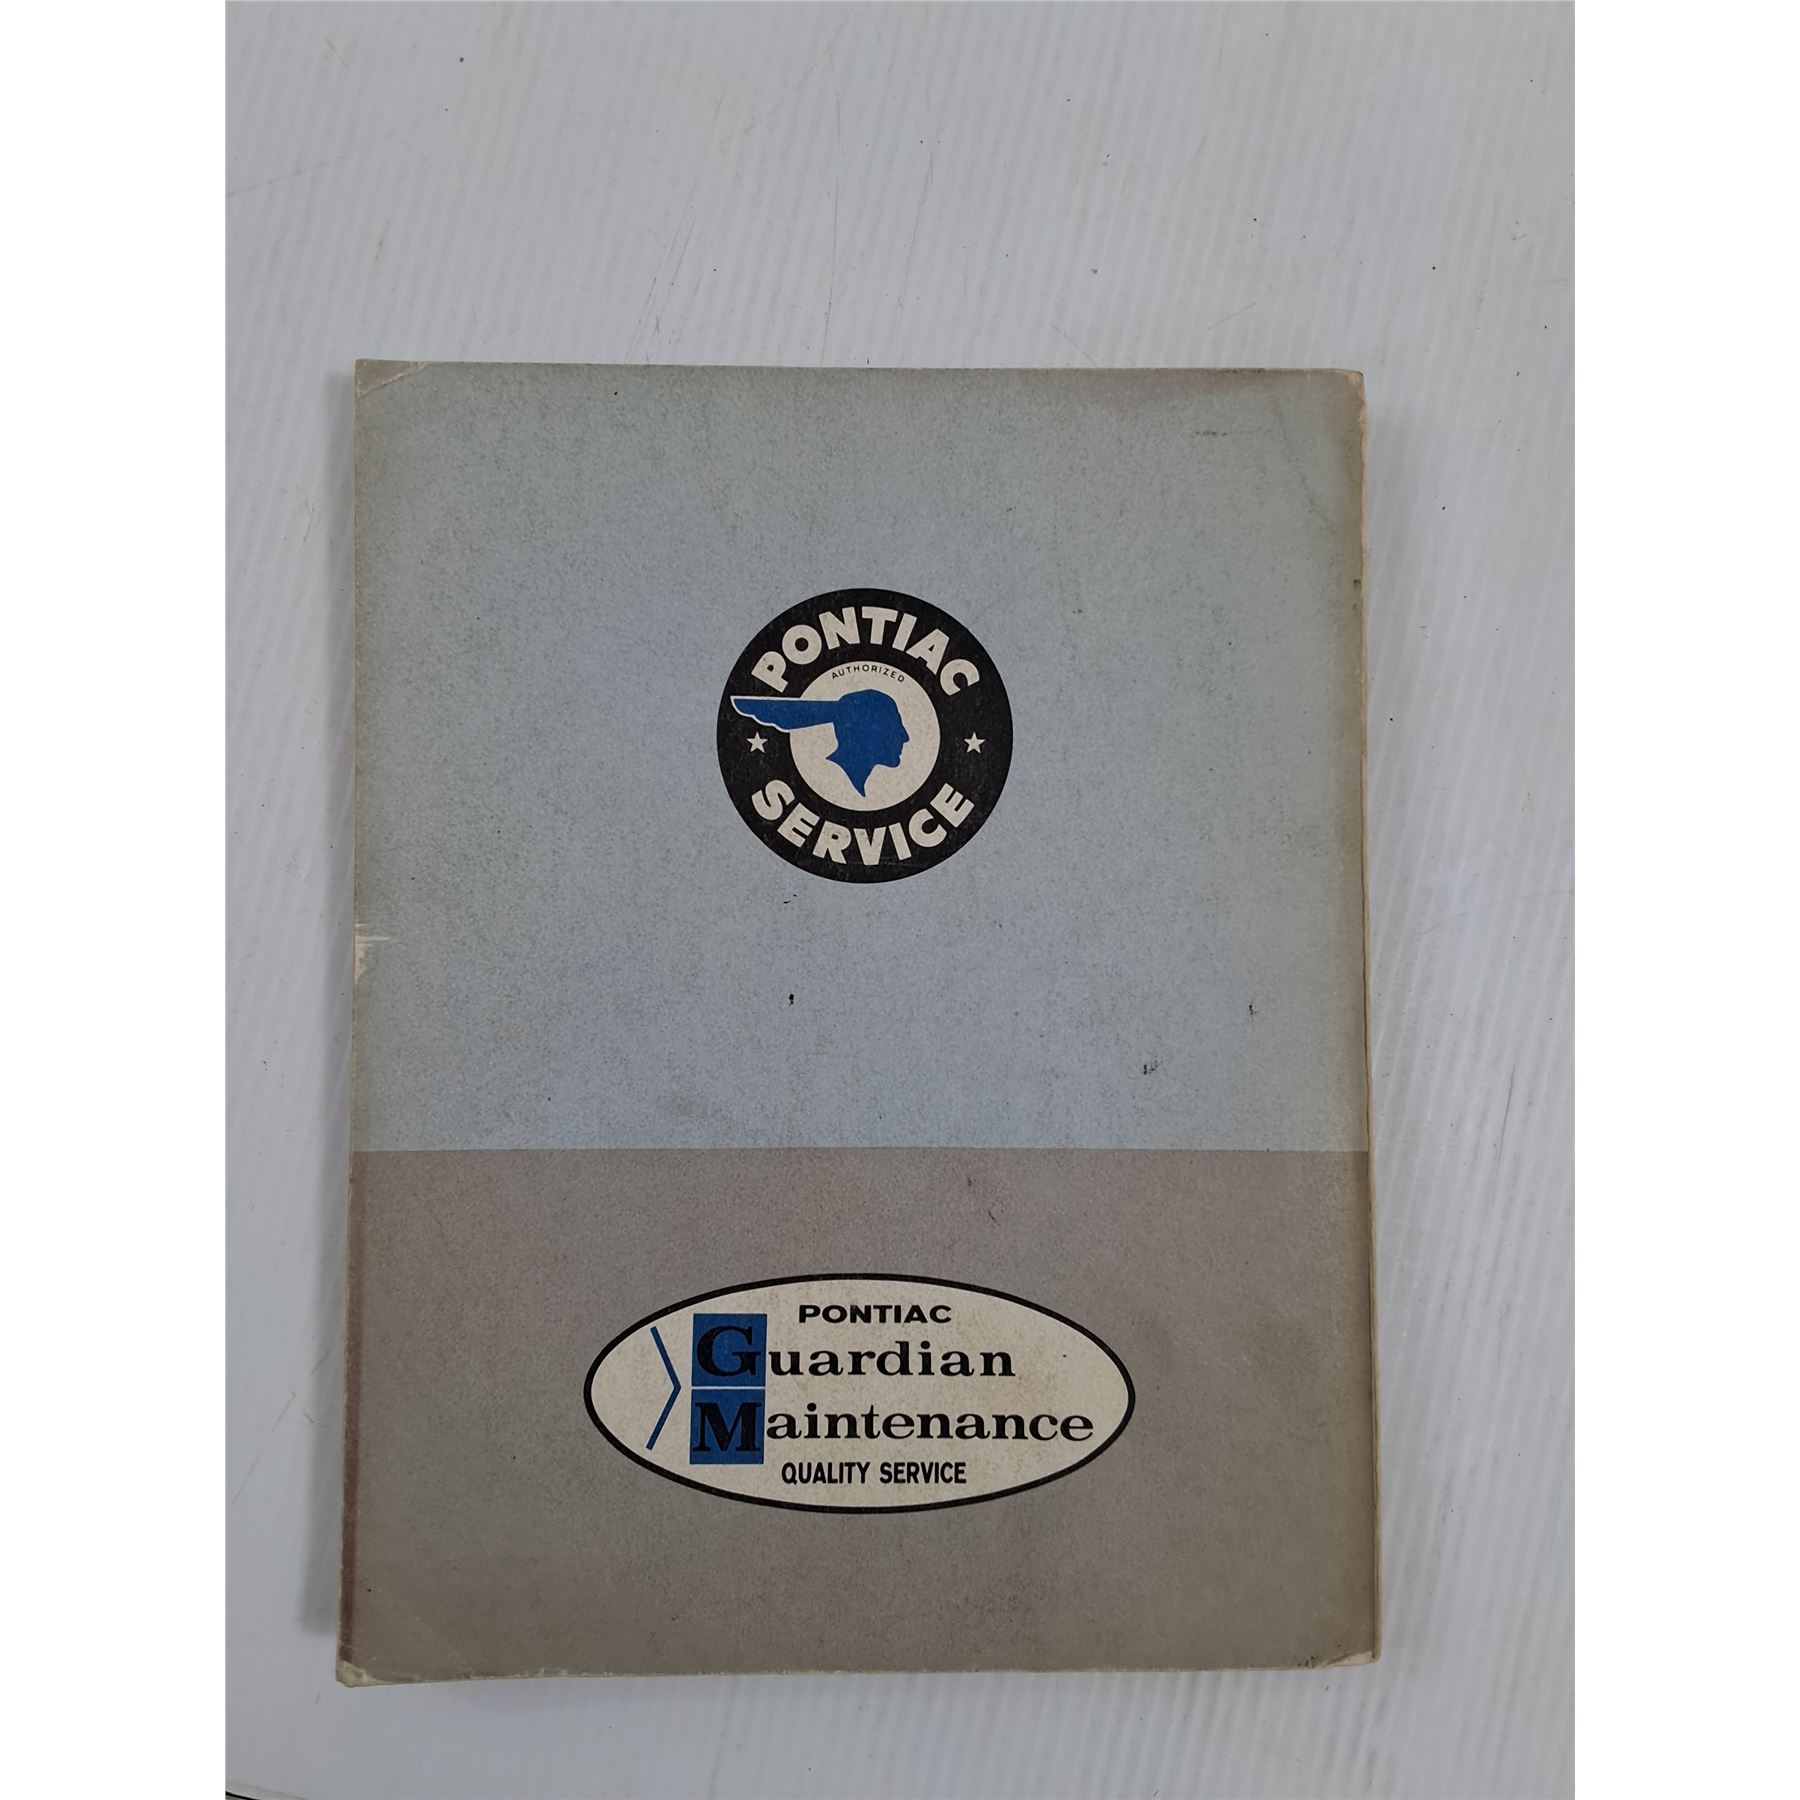 PONTIAC
AUTHORIZED
SERVICE
PONTIAC
Guardian
Maintenance
QUALITY SERVICE